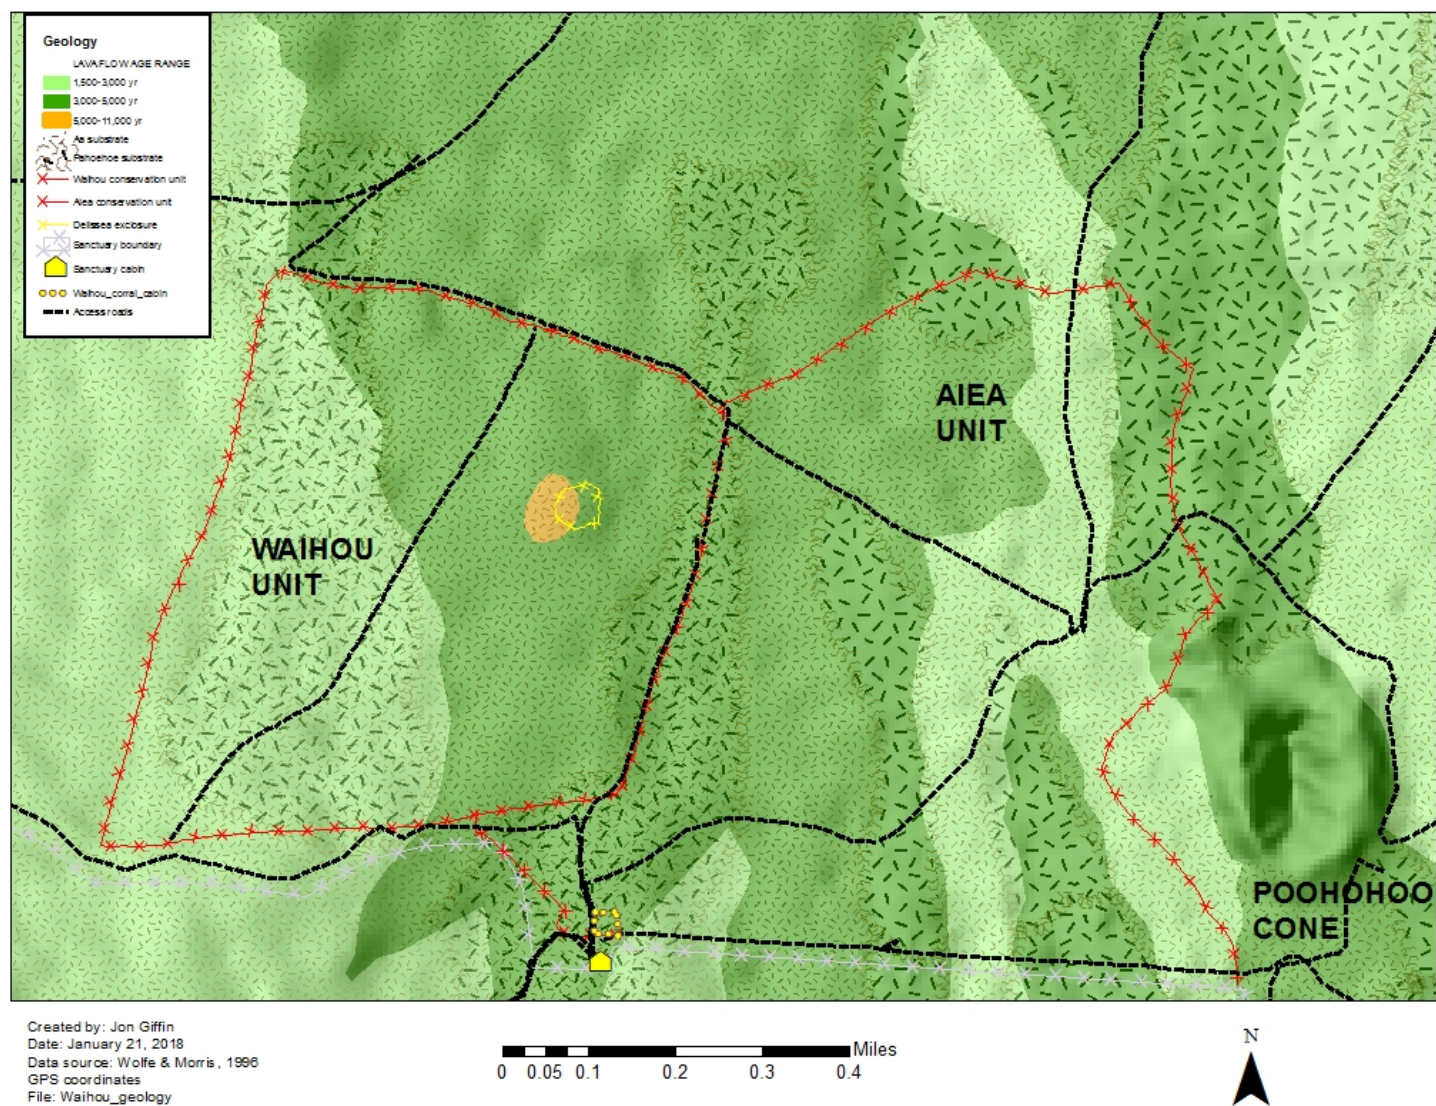 Geology
LAVAFLOW AGE RANGE
1,500-3,000 yr
3,000-5,000 yr
5,000-11,000 yr
Aa substrate
Pahoehoe substrate
Waihou conservation unit
Aiea conservation unit
Delissea exclosure
Sanctuary boundary
Sanctuary cabin
Waihou_corral_cabin
Access roads
AIEA
UNIT
WAIHOU
UNIT
POOHOHOO
CONE
Created by: Jon Giffin
Date: January 21, 2018
Data source: Wolfe & Morris, 1996
GPS coordinates
File: Waihou_geology
Miles
0 0.05 0.1 0.2 0.3 0.4
N